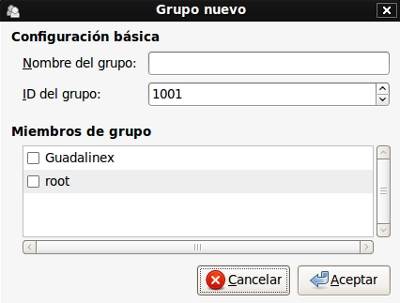 Grupo nuevo
Configuración básica
Nombre del grupo:
ID del grupo: 1001
Miembros de grupo
Guadalinex
root
Cancelar Aceptar